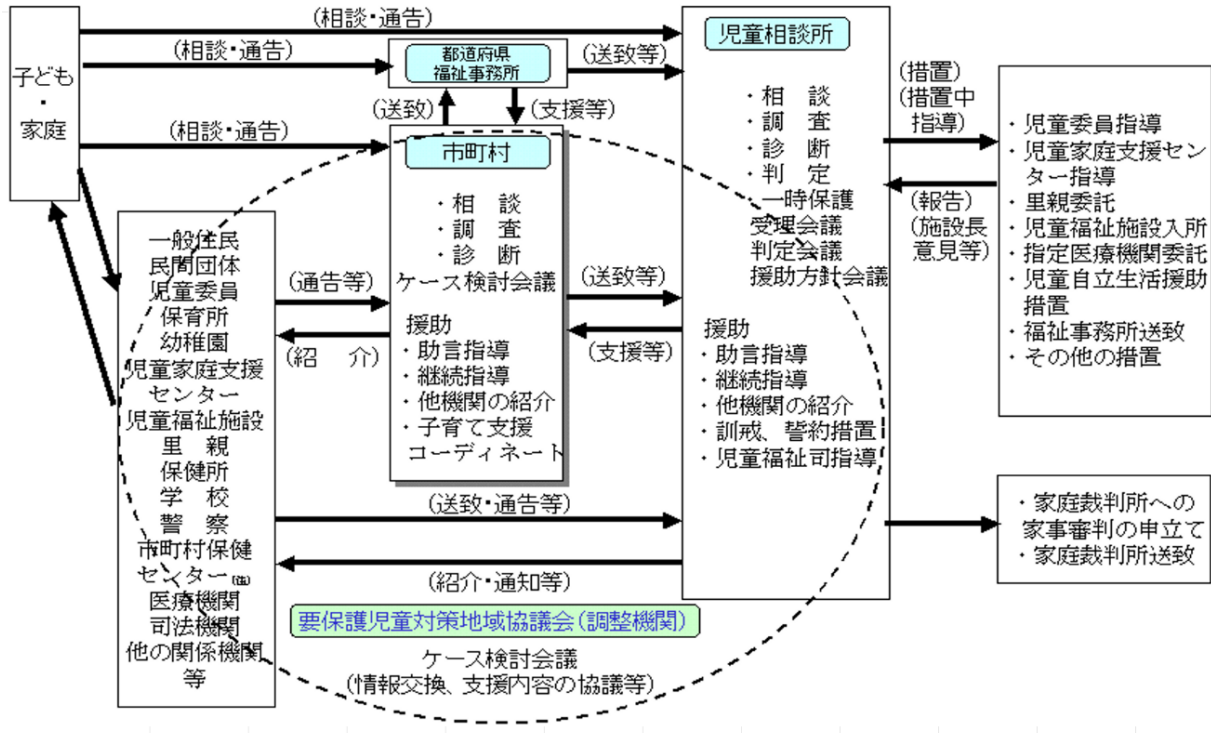 子ども
・
家庭
(相談・通告)
(相談・通告)
(相談・通告)
都道府県
福祉事務所
(送致等)
(送致)
(支援等)
市町村
・相　談
・調　査
・診　断
ケース検討会議
援助
・助言指導
・継続指導
・他機関の紹介
・子育て支援
コーディネート
一般住民
民間団体
児童委員
保育所
幼稚園
児童家庭支援
センター
児童福祉施設
里　親
保健所
学　校
警　察
市町村保健
センター
医療機関
司法機関
他の関係機関
等
(通告等)
(紹　介)
(送致等)
(支援等)
(送致・通告等)
(紹介・通知等)
児童相談所
・相　談
・調　査
・診　断
・判　定
一時保護
受理会議
判定会議
援助方針会議
援助
・助言指導
・継続指導
・他機関の紹介
・訓戒、誓約措置
・児童福祉司指導
(措置)
(措置中
指導)
(報告)
(施設長
意見等)
・児童委員指導
・児童家庭支援セン
ター指導
・里親委託
・児童福祉施設入所
・指定医療機関委託
・児童自立生活援助
措置
・福祉事務所送致
・その他の措置
・家庭裁判所への
家事審判の申立て
・家庭裁判所送致
要保護児童対策地域協議会(調整機関)
ケース検討会議
(情報交換、支援内容の協議等)